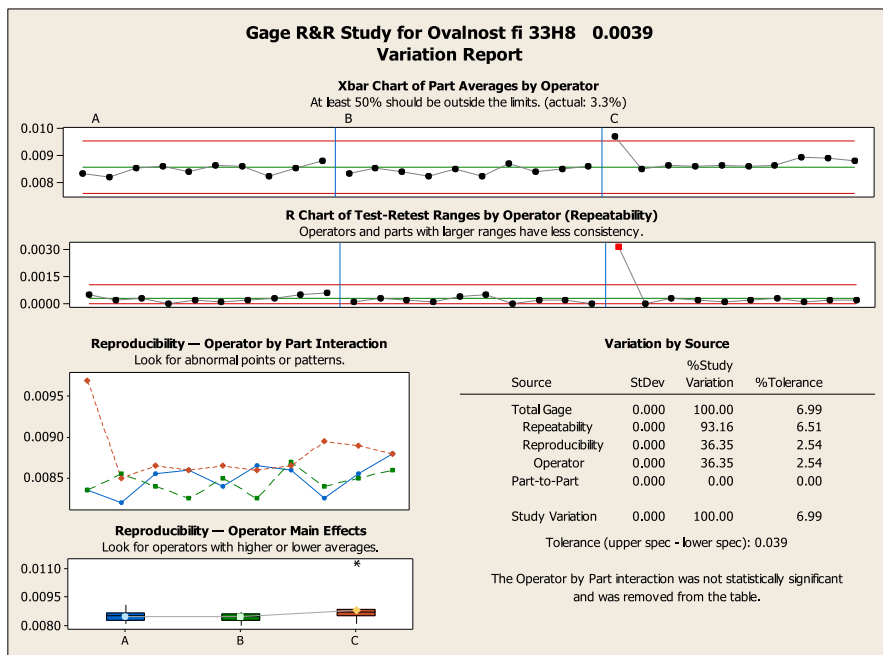 Gage R&R Study for Ovalnost fi 33H8 0.0039
Variation Report
Xbar Chart of Part Averages by Operator
At least 50% should be outside the limits. (actual: 3.3%)
A B C
0.010
0.009
0.008
R Chart of Test-Retest Ranges by Operator (Repeatability)
Operators and parts with larger ranges have less consistency.
0.0030
0.0015
0.0000
Reproducibility — Operator by Part Interaction
Look for abnormal points or patterns.
0.0095
0.0090
0.0085
Reproducibility — Operator Main Effects
Look for operators with higher or lower averages.
0.0110
0.0095
0.0080
A B C
Variation by Source
%Study
Source StDev Variation %Tolerance
Total Gage 0.000 100.00 6.99
Repeatability 0.000 93.16 6.51
Reproducibility 0.000 36.35 2.54
Operator 0.000 36.35 2.54
Part-to-Part 0.000 0.00 0.00
Study Variation 0.000 100.00 6.99
Tolerance (upper spec - lower spec): 0.039
The Operator by Part interaction was not statistically significant
and was removed from the table.